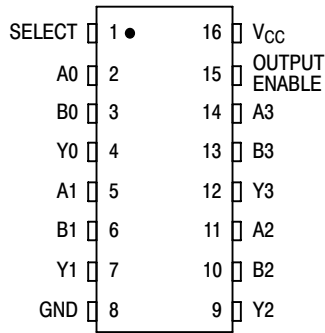 SELECT 1 16 VCC
A0 2 15 OUTPUT ENABLE
B0 3 14 A3
Y0 4 13 B3
A1 5 12 Y3
B1 6 11 A2
Y1 7 10 B2
GND 8 9 Y2